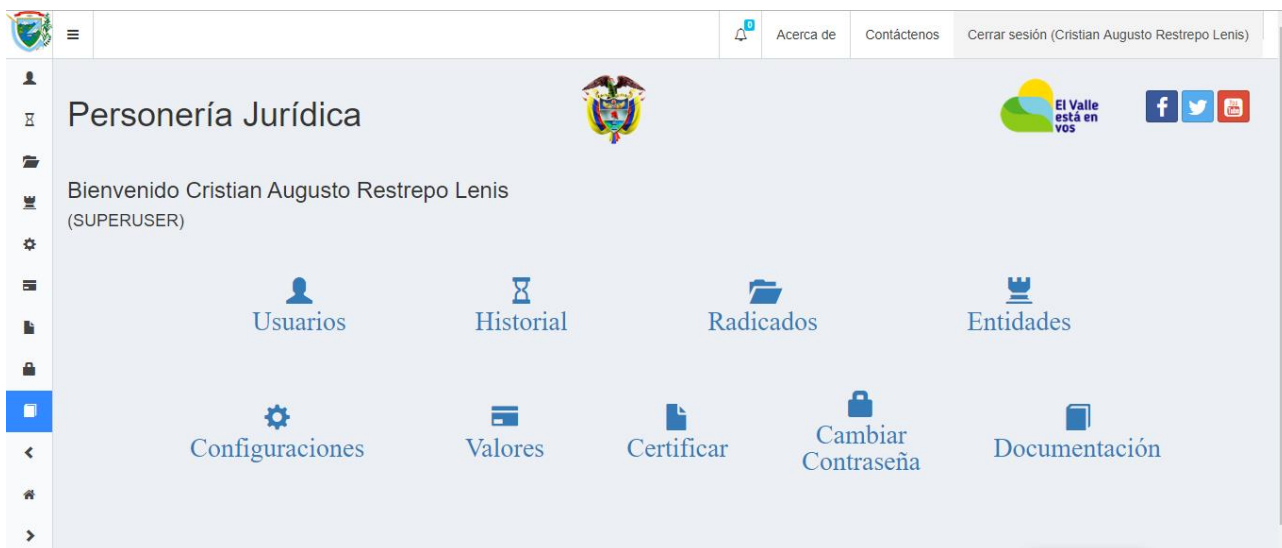 0
Acerca de
Contáctenos
Cerrar sesión (Cristian Augusto Restrepo Lenis)
Personería Jurídica
El Valle
está en
vos
Bienvenido Cristian Augusto Restrepo Lenis
(SUPERUSER)
Usuarios
Historial
Radicados
Entidades
Configuraciones
Valores
Certificar
Cambiar
Contraseña
Documentación